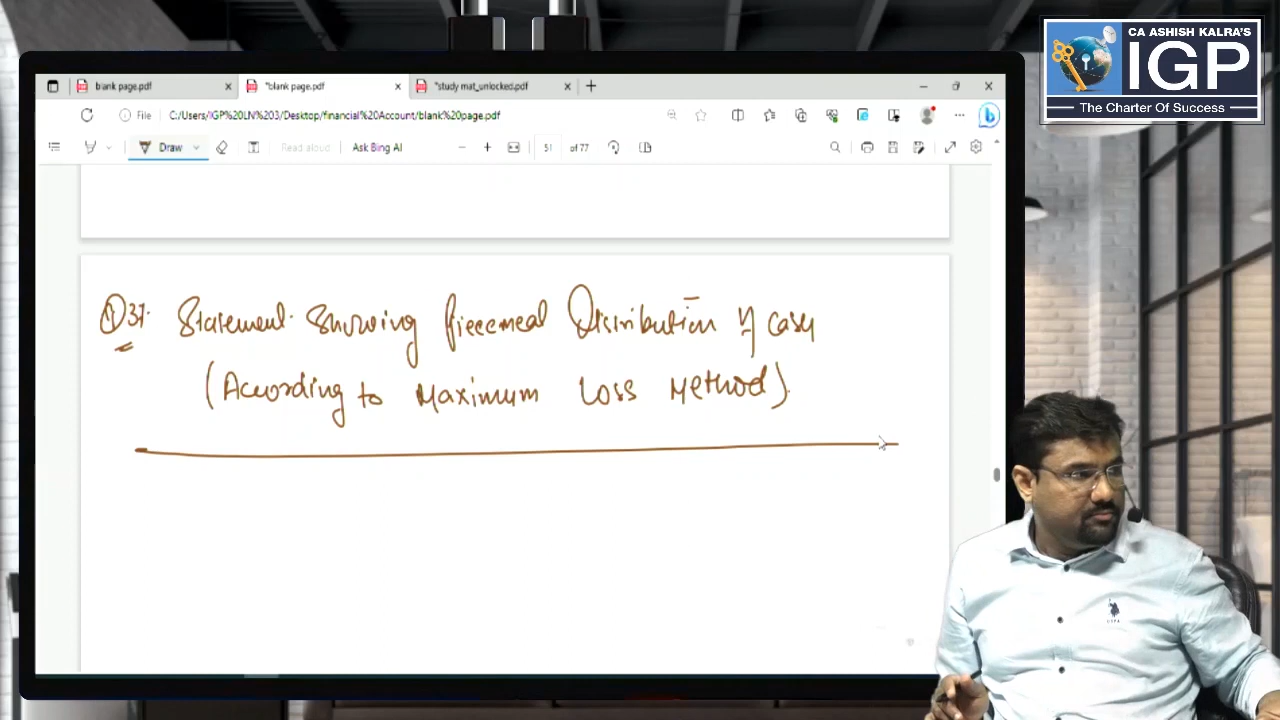 CA ASHISH KALRA'S
IGP
The Charter Of Success
blank page.pdf
*blank page.pdf
*study mat_unlocked.pdf
File
C:/Users/IGP%20LN%203/Desktop/financial%20Account/blank%20page.pdf
Draw
Read aloud
Ask Bing AI
51
of 77
Q37. Statement Showing Piecemeal Distribution of Cash
(According to Maximum Loss Method).